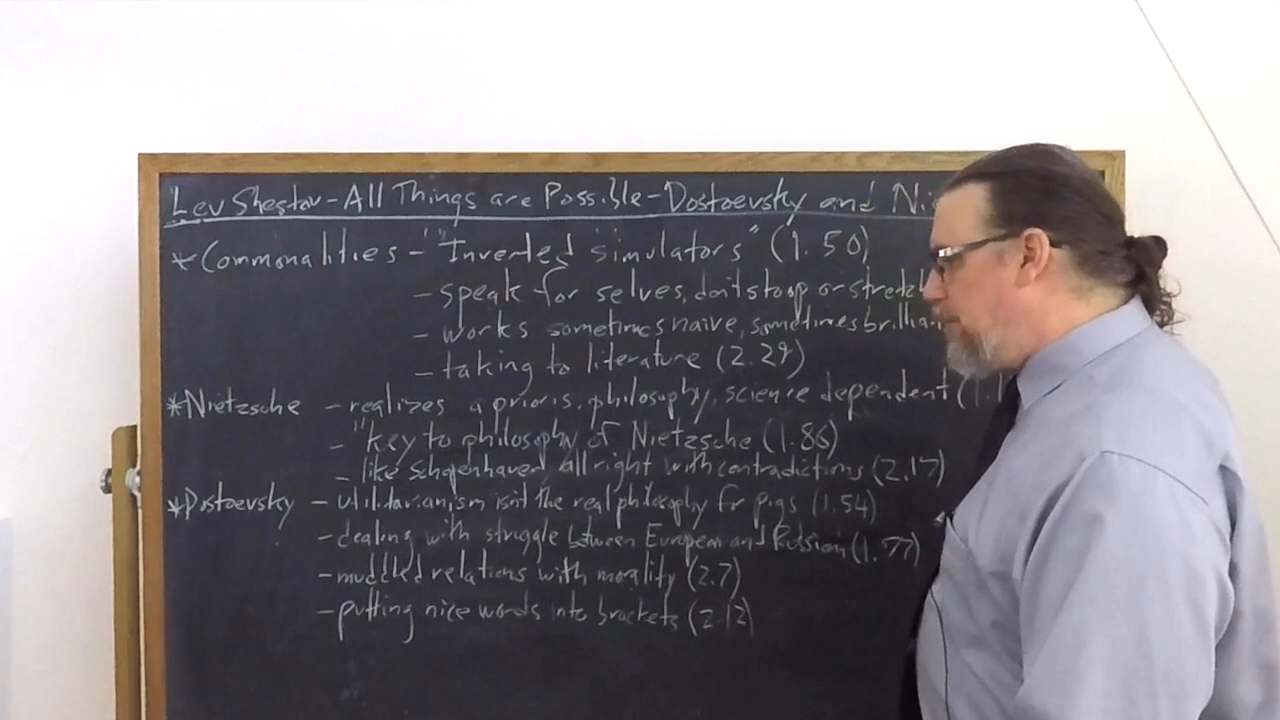 Lev Shestov - All Things are Possible - Dostoevsky and Ni
* Commonalities - "Inverted Simulators" (1.50)
- speak for selves, don't stoop or stretch
- works sometimes naive, sometimes brillian
- taking to literature (2.29)
* Nietzsche - realizes a prioris, philosophy, science dependent (1.1
- "key to philosophy of Nietzsche (1.86)
- like Schopenhauer, all right with contradictions (2.17)
* Dostoevsky - utilitarianism isn't the real philosophy for pigs (1.54)
- dealing with struggle between European and Russian (1.77)
- muddled relations with morality (2.7)
- putting nice words into brackets (2.12)